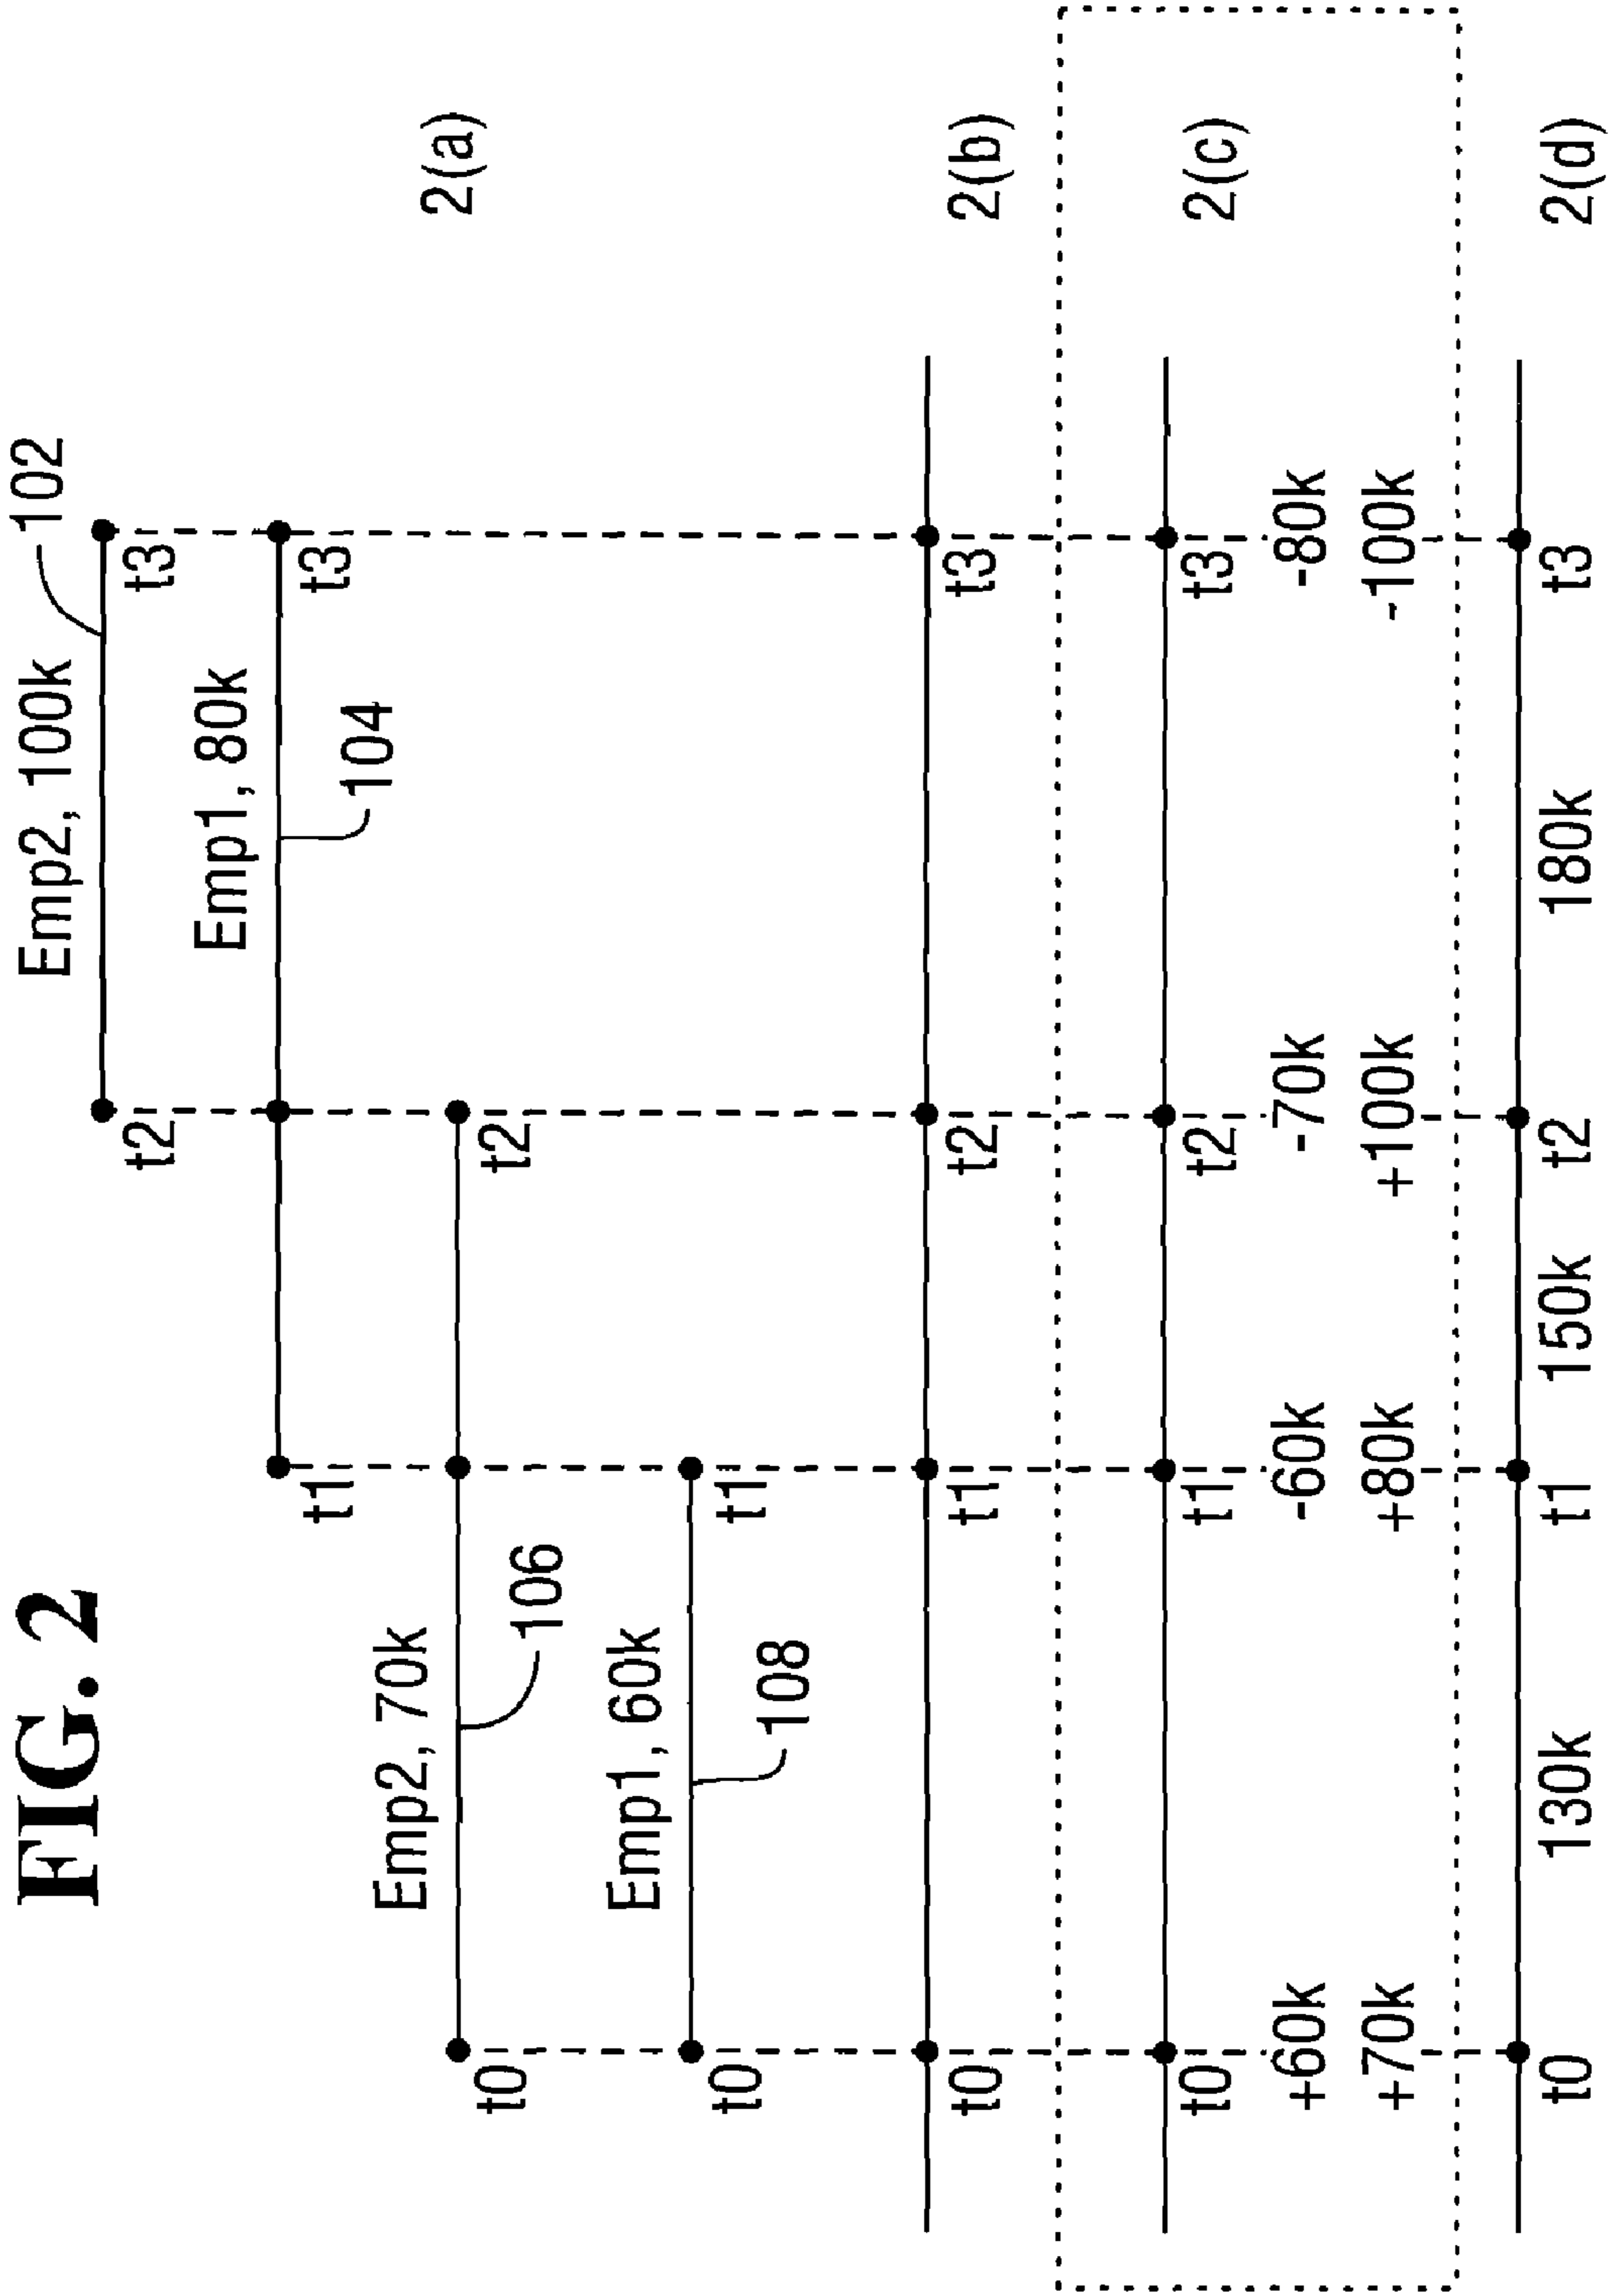 FIG. 2
Emp2, 100k
102
t2
t3
Emp1, 80k
104
t1
t3
Emp2, 70k
106
t0
t2
2(a)
Emp1, 60k
108
t0
t1
t0
t1
t2
t3
2(b)
t0
t1
t2
t3
2(c)
+60k
-60k
-70k
-80k
+70k
+80k
+100k
-100k
t0
130k
t1
150k
t2
180k
t3
2(d)